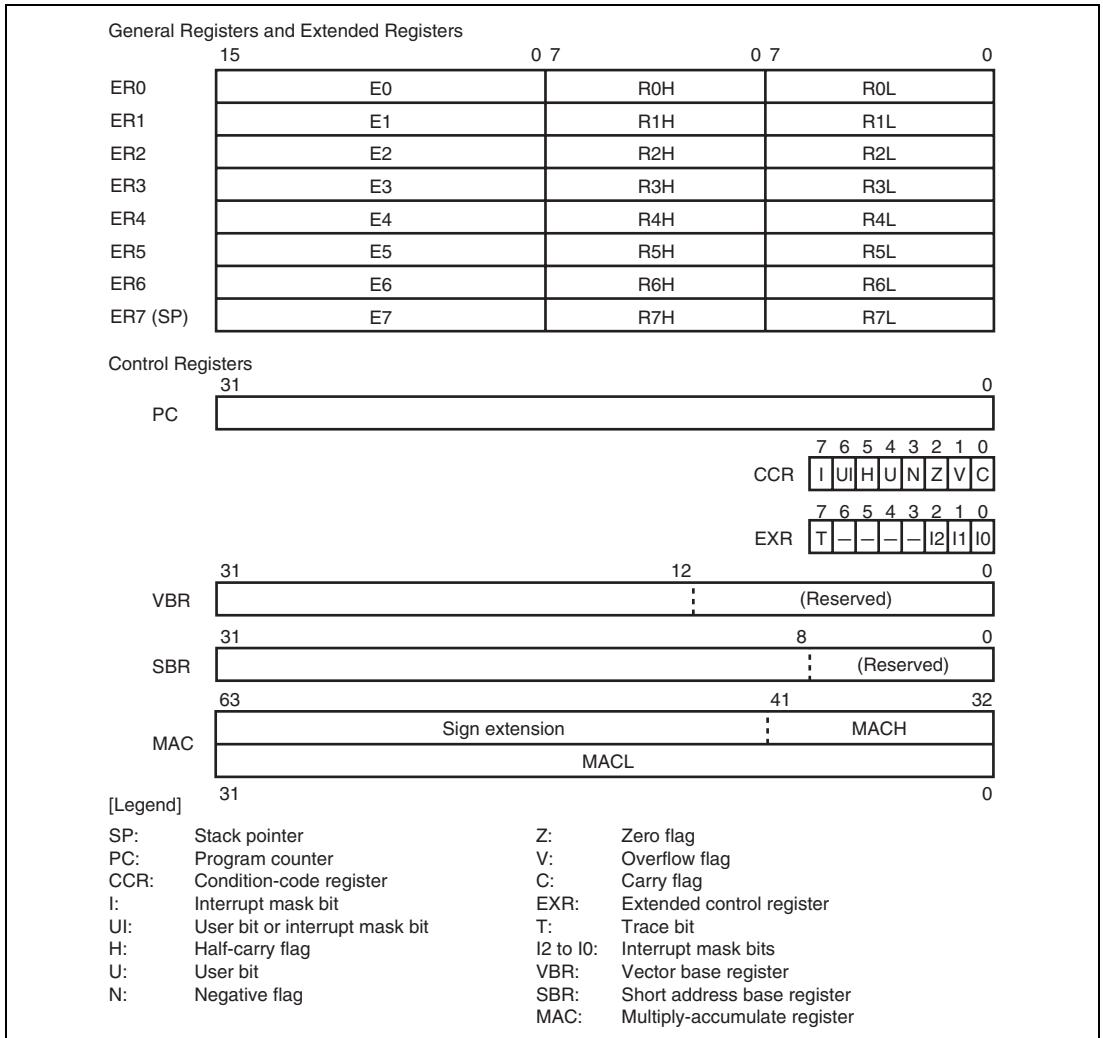 General Registers and Extended Registers
15 0 7 0 7 0
ER0 E0 R0H R0L
ER1 E1 R1H R1L
ER2 E2 R2H R2L
ER3 E3 R3H R3L
ER4 E4 R4H R4L
ER5 E5 R5H R5L
ER6 E6 R6H R6L
ER7 (SP) E7 R7H R7L
Control Registers
31 0
PC
7 6 5 4 3 2 1 0
CCR I UI H U N Z V C
7 6 5 4 3 2 1 0
EXR T — — — — I2 I1 I0
31 12 0
VBR (Reserved)
31 8 0
SBR (Reserved)
63 41 32
MAC Sign extension MACH
MACL
31 0
[Legend]
SP: Stack pointer
PC: Program counter
CCR: Condition-code register
I: Interrupt mask bit
UI: User bit or interrupt mask bit
H: Half-carry flag
U: User bit
N: Negative flag
Z: Zero flag
V: Overflow flag
C: Carry flag
EXR: Extended control register
T: Trace bit
I2 to I0: Interrupt mask bits
VBR: Vector base register
SBR: Short address base register
MAC: Multiply-accumulate register